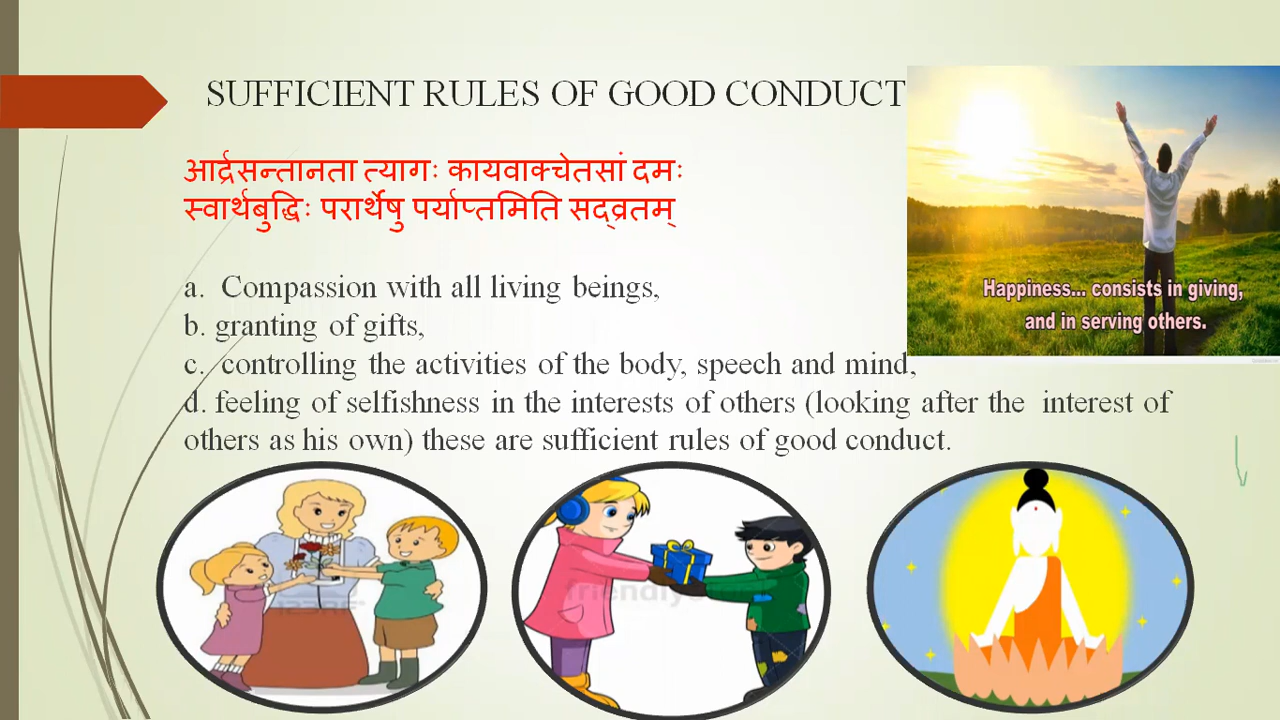 SUFFICIENT RULES OF GOOD CONDUCT
आर्द्रसन्तानता त्यागः कायवाक्चेतसां दमः
स्वार्थबुद्धिः परार्थेषु पर्याप्तमिति सद्व्रतम्
a. Compassion with all living beings,
b. granting of gifts,
c. controlling the activities of the body, speech and mind,
d. feeling of selfishness in the interests of others (looking after the interest of
others as his own) these are sufficient rules of good conduct.
Happiness... consists in giving,
and in serving others.